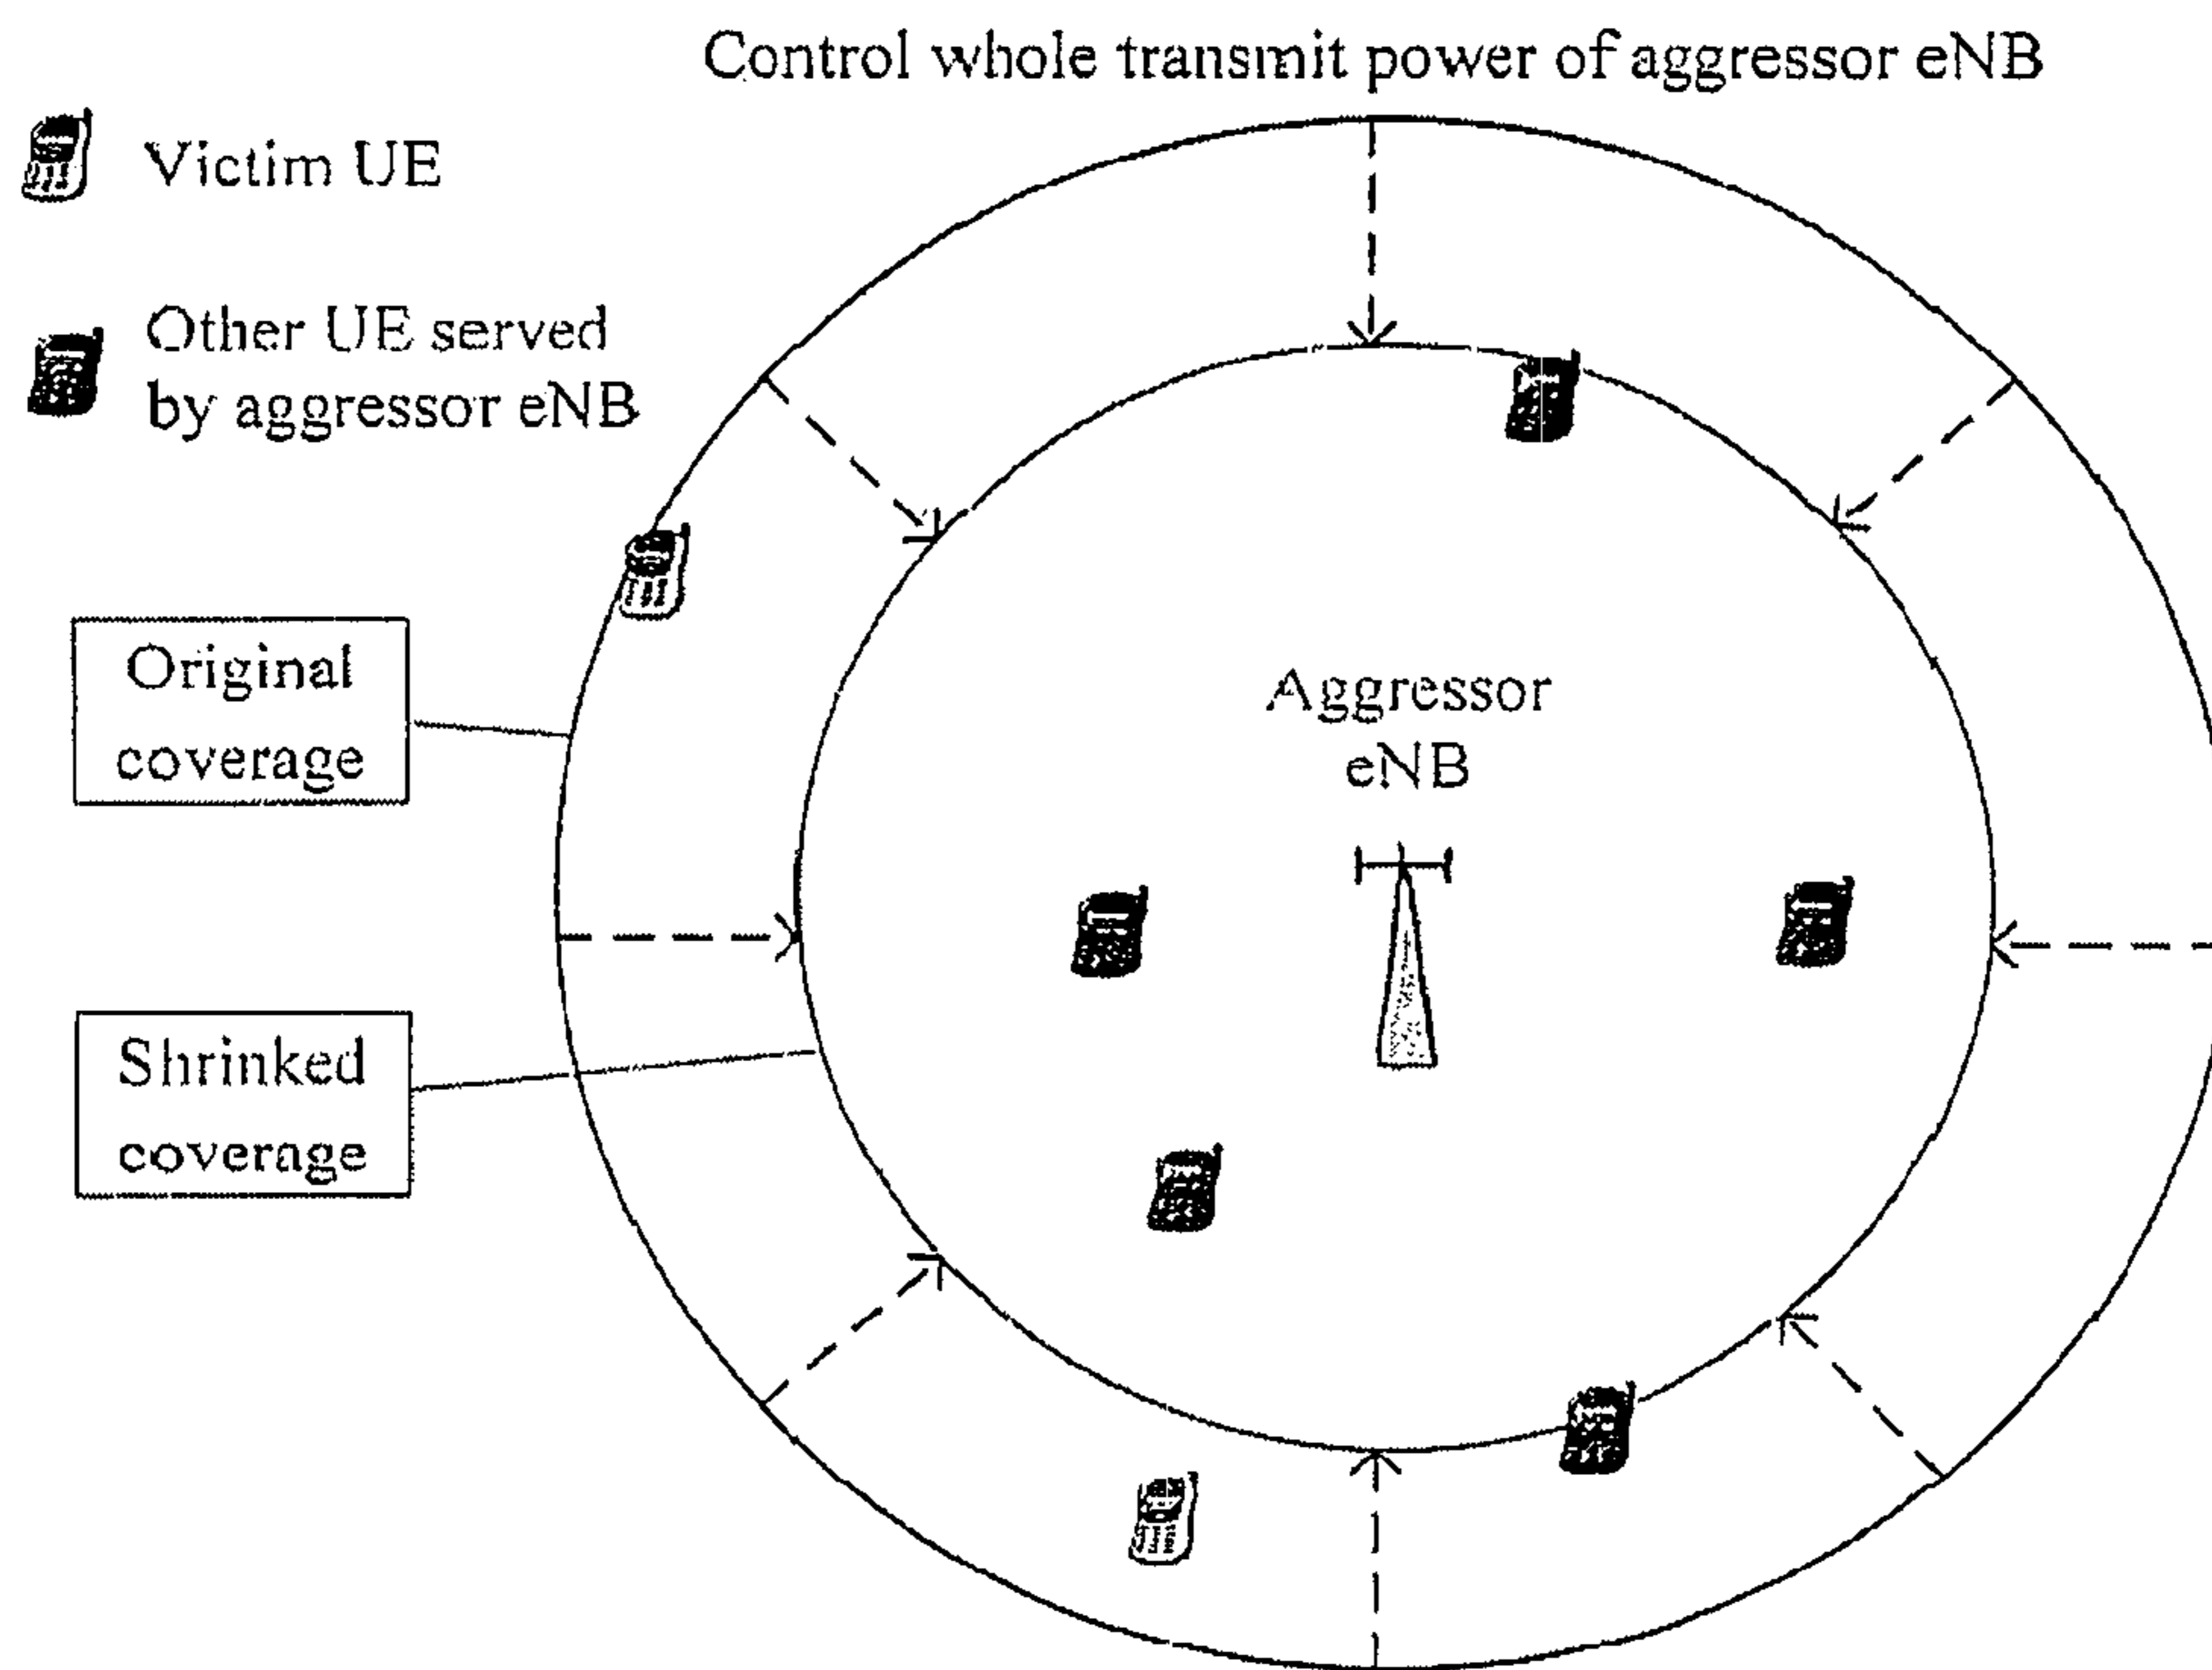 Control whole transmit power of aggressor eNB
Victim UE
Other UE served
by aggressor eNB
Original
coverage
Aggressor
eNB
Shrinked
coverage